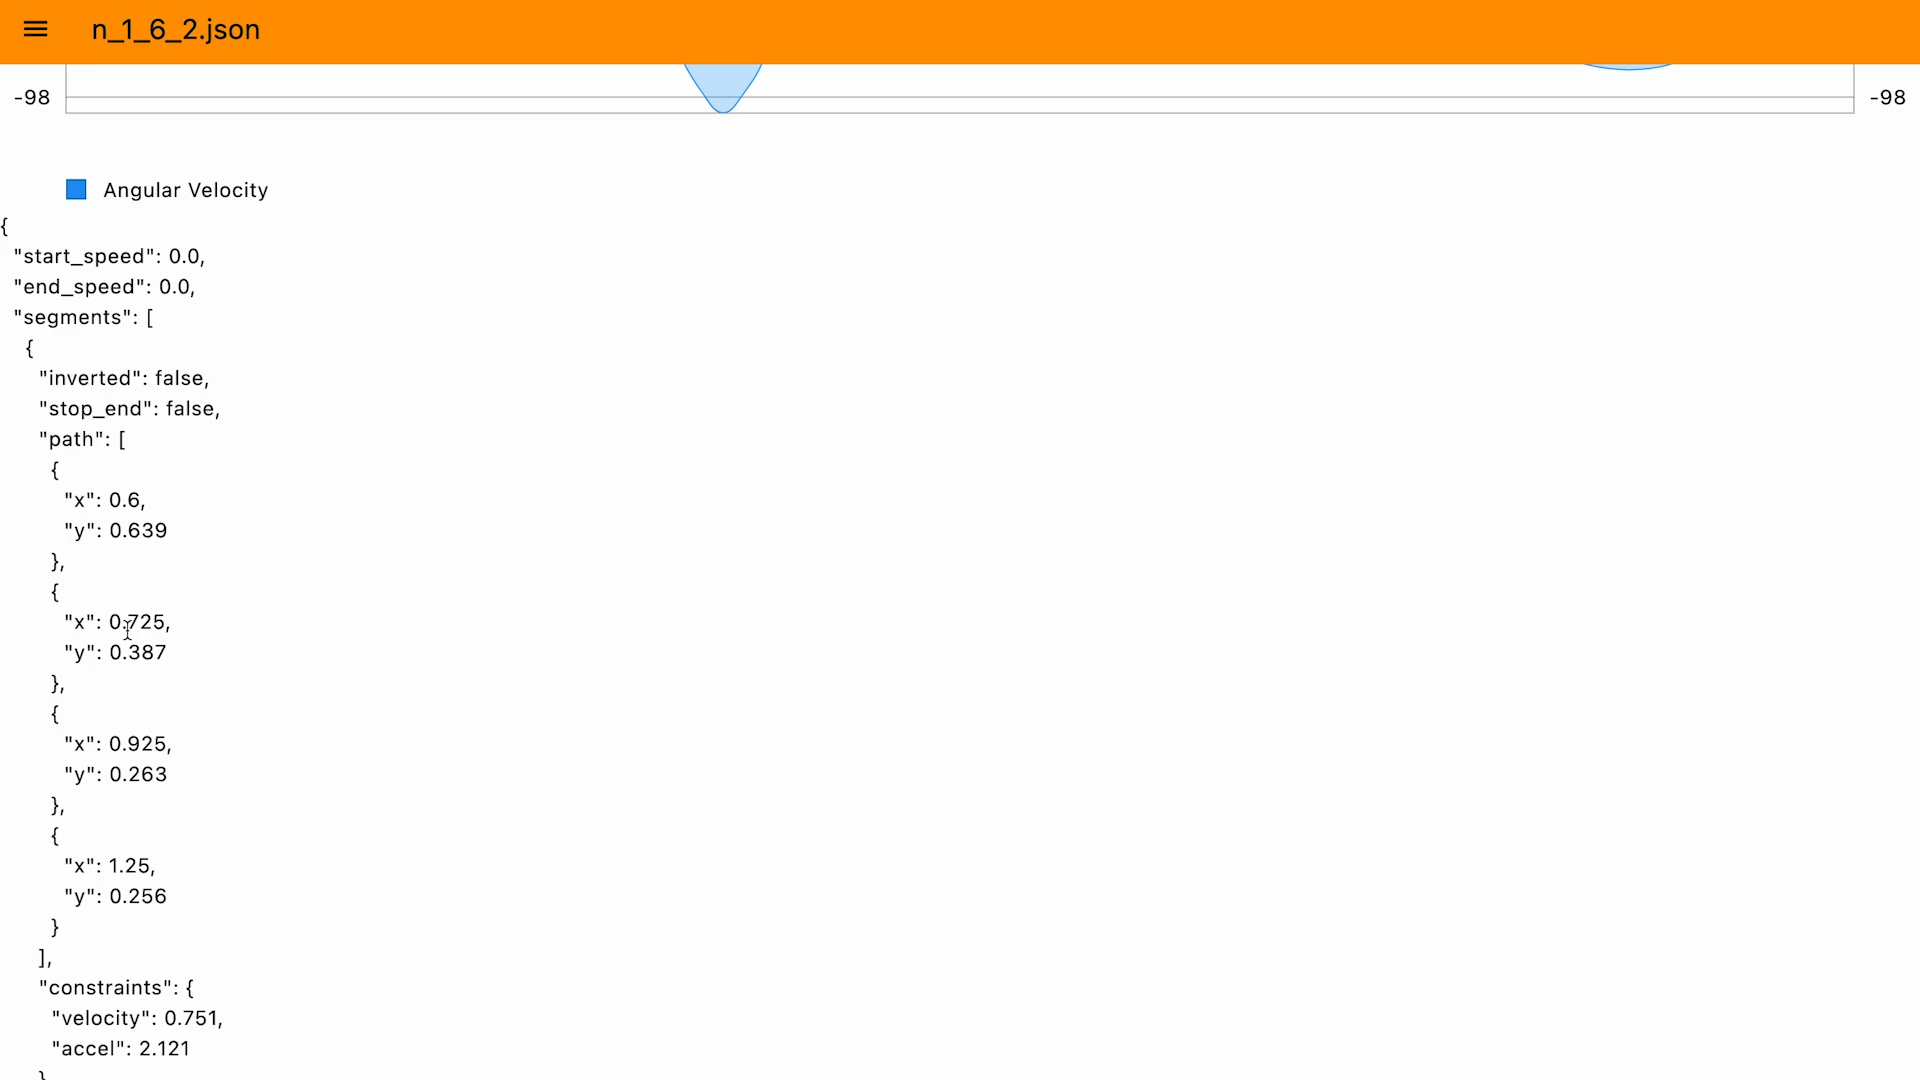 n_1_6_2.json
-98 -98
Angular Velocity
{
"start_speed": 0.0,
"end_speed": 0.0,
"segments": [
{
"inverted": false,
"stop_end": false,
"path": [
{
"x": 0.6,
"y": 0.639
},
{
"x": 0.725,
"y": 0.387
},
{
"x": 0.925,
"y": 0.263
},
{
"x": 1.25,
"y": 0.256
}
],
"constraints": {
"velocity": 0.751,
"accel": 2.121
}